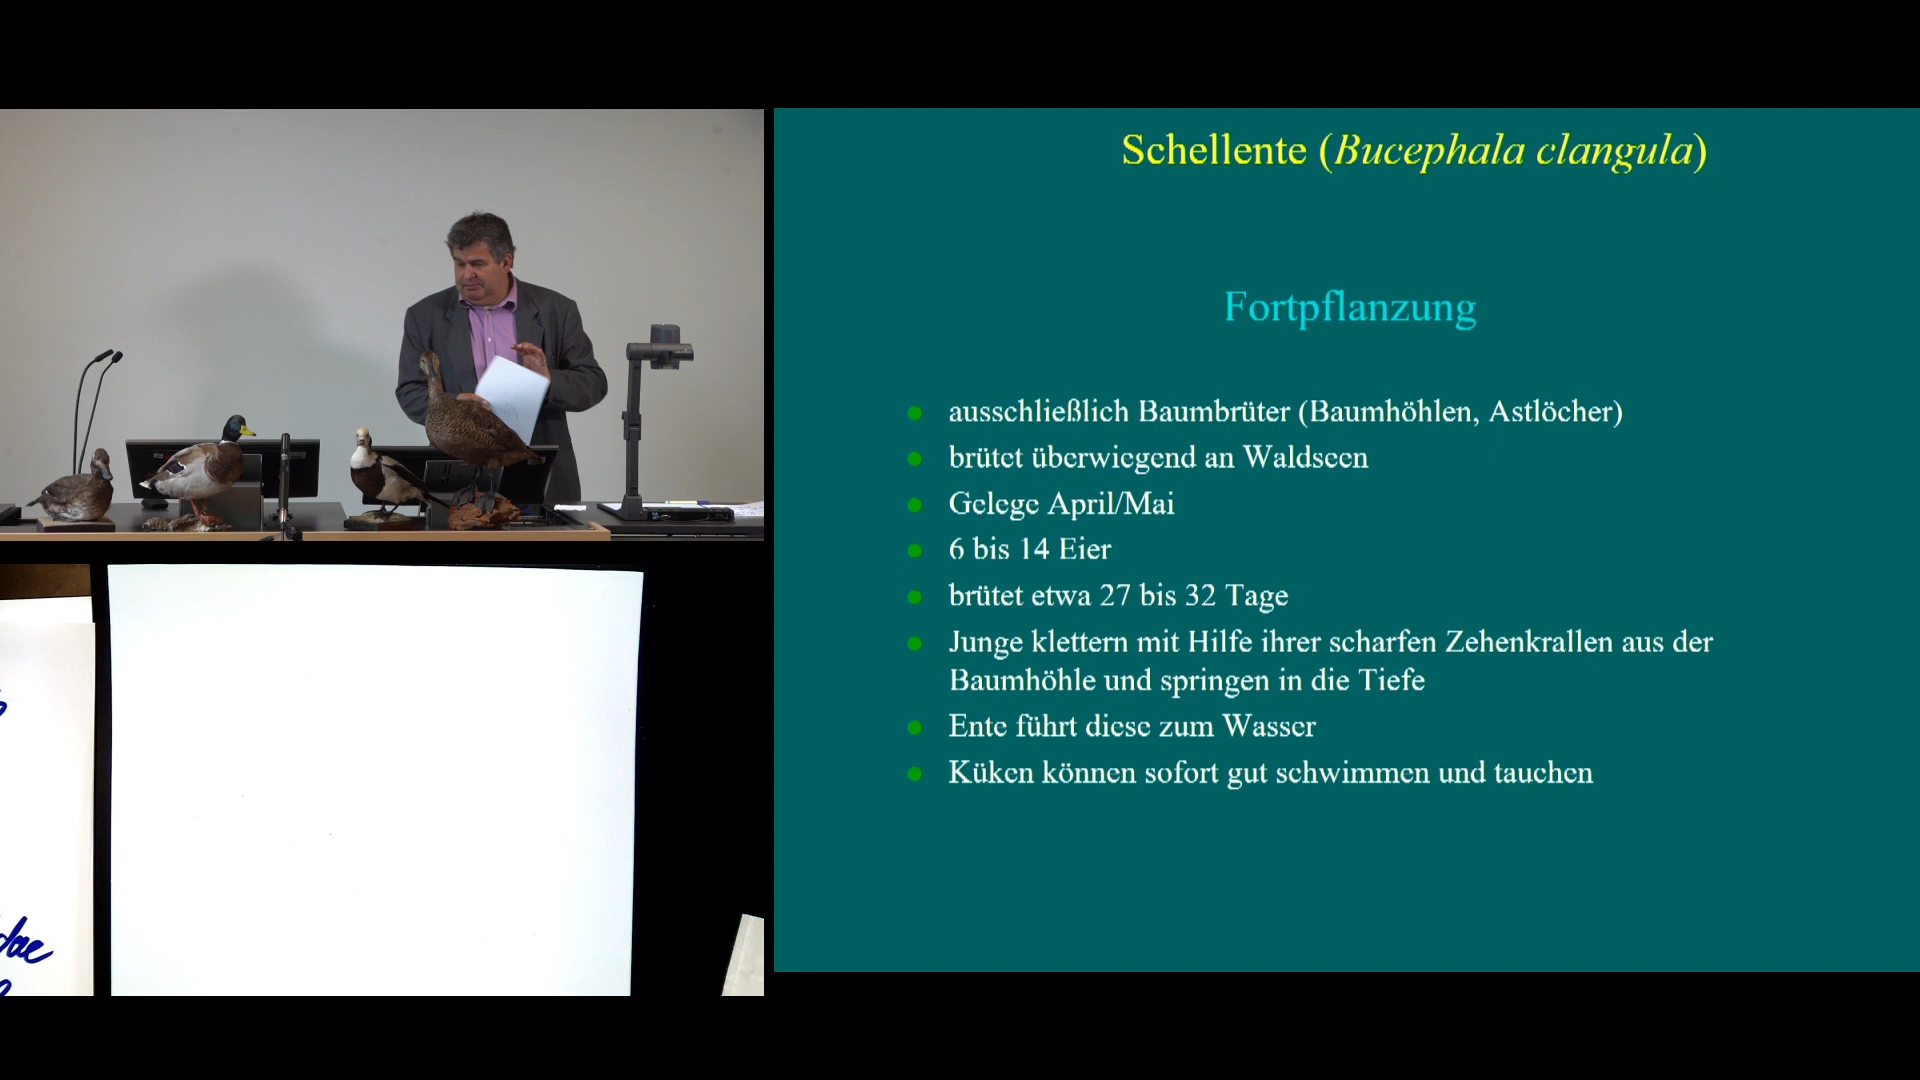 Schellente (Bucephala clangula)
Fortpflanzung
ausschließlich Baumbrüter (Baumhöhlen, Astlöcher)
brütet überwiegend an Waldseen
Gelege April/Mai
6 bis 14 Eier
brütet etwa 27 bis 32 Tage
Junge klettern mit Hilfe ihrer scharfen Zehenkrallen aus der
Baumhöhle und springen in die Tiefe
Ente führt diese zum Wasser
Küken können sofort gut schwimmen und tauchen